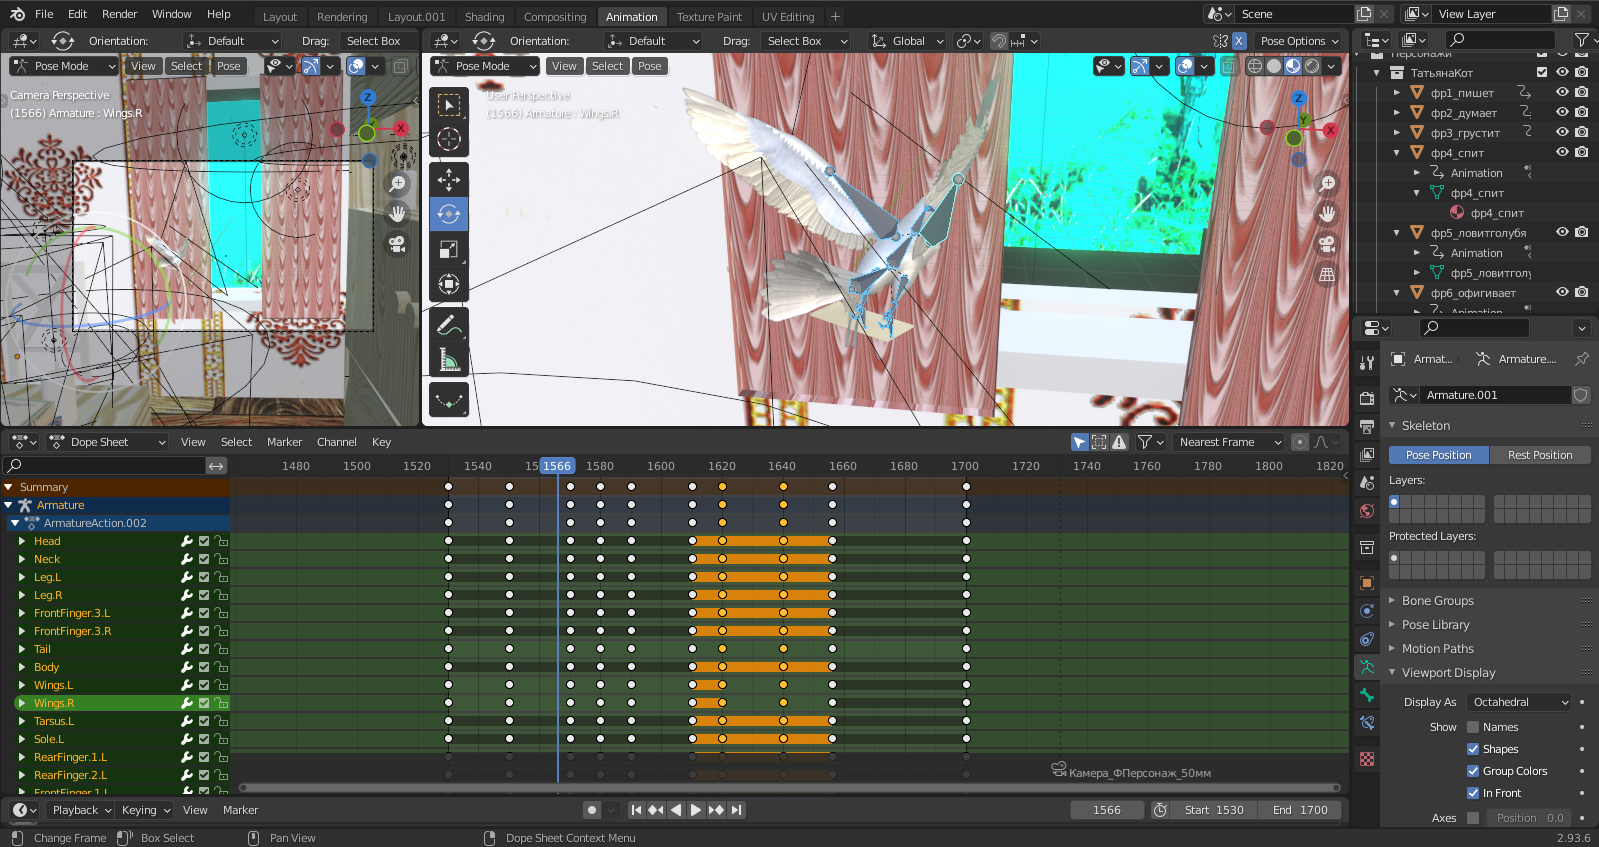 File Edit Render Window Help Layout Rendering Layout.001 Shading Compositing Animation Texture Paint UV Editing + Scene View Layer
Orientation: Default Drag: Select Box
Orientation: Default Drag: Select Box Global Pose Options
Pose Mode View Select Pose
Pose Mode View Select Pose
Camera Perspective
(1566) Armature : Wings.R
User Perspective
(1566) Armature : Wings.R
Z
X
Z
Y
X
Персонажи
ТатьянаКот
фр1_пишет
фр2_думает
фр3_грустит
фр4_спит
Animation
фр4_спит
фр4_спит
фр5_ловитголубя
Animation
фр5_ловитголу
фр6_офигивает
Animation
Armat... Armature....
Armature.001
Skeleton
Pose Position Rest Position
Layers:
Protected Layers:
Bone Groups
Pose Library
Motion Paths
Viewport Display
Display As Octahedral
Show Names
Shapes
Group Colors
In Front
Axes Position 0.0
Dope Sheet View Select Marker Channel Key Nearest Frame
1480 1500 1520 1540 15 1566 1580 1600 1620 1640 1660 1680 1700 1720 1740 1760 1780 1800 1820
Summary
Armature
ArmatureAction.002
Head
Neck
Leg.L
Leg.R
FrontFinger.3.L
FrontFinger.3.R
Tail
Body
Wings.L
Wings.R
Tarsus.L
Sole.L
RearFinger.1.L
RearFinger.2.L
FrontFinger.1.L
Камера_ФПерсонаж_50мм
Playback Keying View Marker 1566 Start 1530 End 1700
Change Frame Box Select Pan View Dope Sheet Context Menu 2.93.6